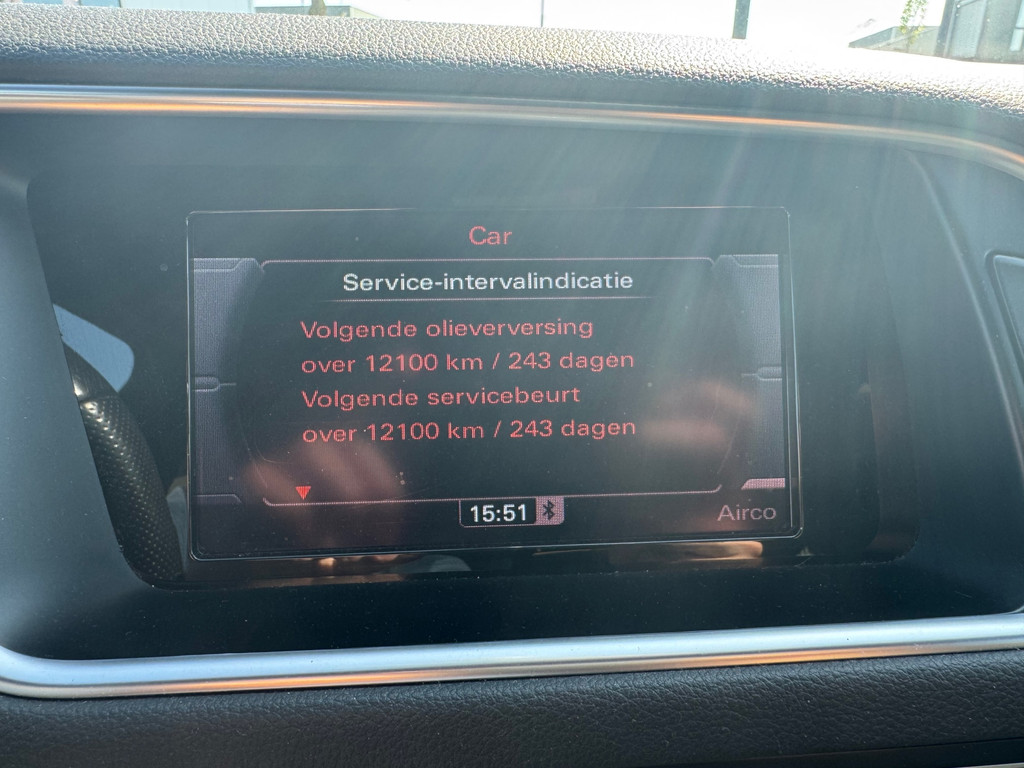 Car
Service-intervalindicatie
Volgende olieverversing
over 12100 km / 243 dagen
Volgende servicebeurt
over 12100 km / 243 dagen
15:51
Airco